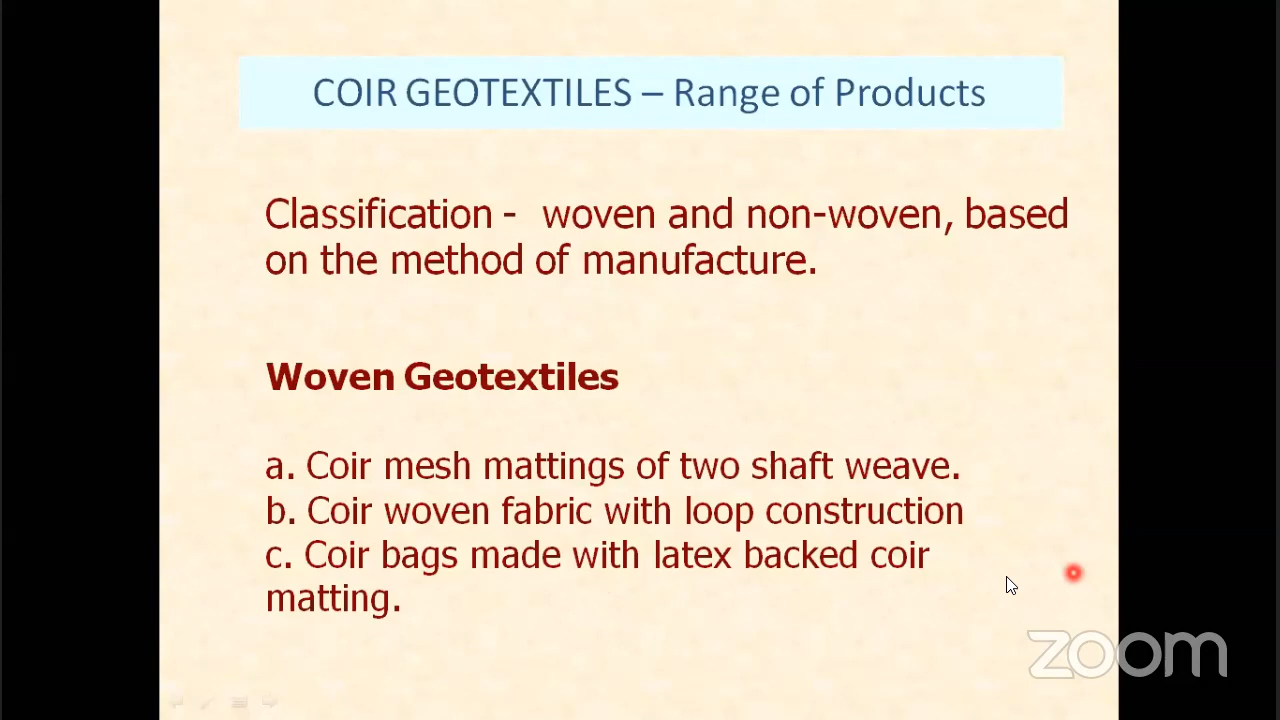 COIR GEOTEXTILES – Range of Products
Classification - woven and non-woven, based
on the method of manufacture.
Woven Geotextiles
a. Coir mesh mattings of two shaft weave.
b. Coir woven fabric with loop construction
c. Coir bags made with latex backed coir
matting.
zoom